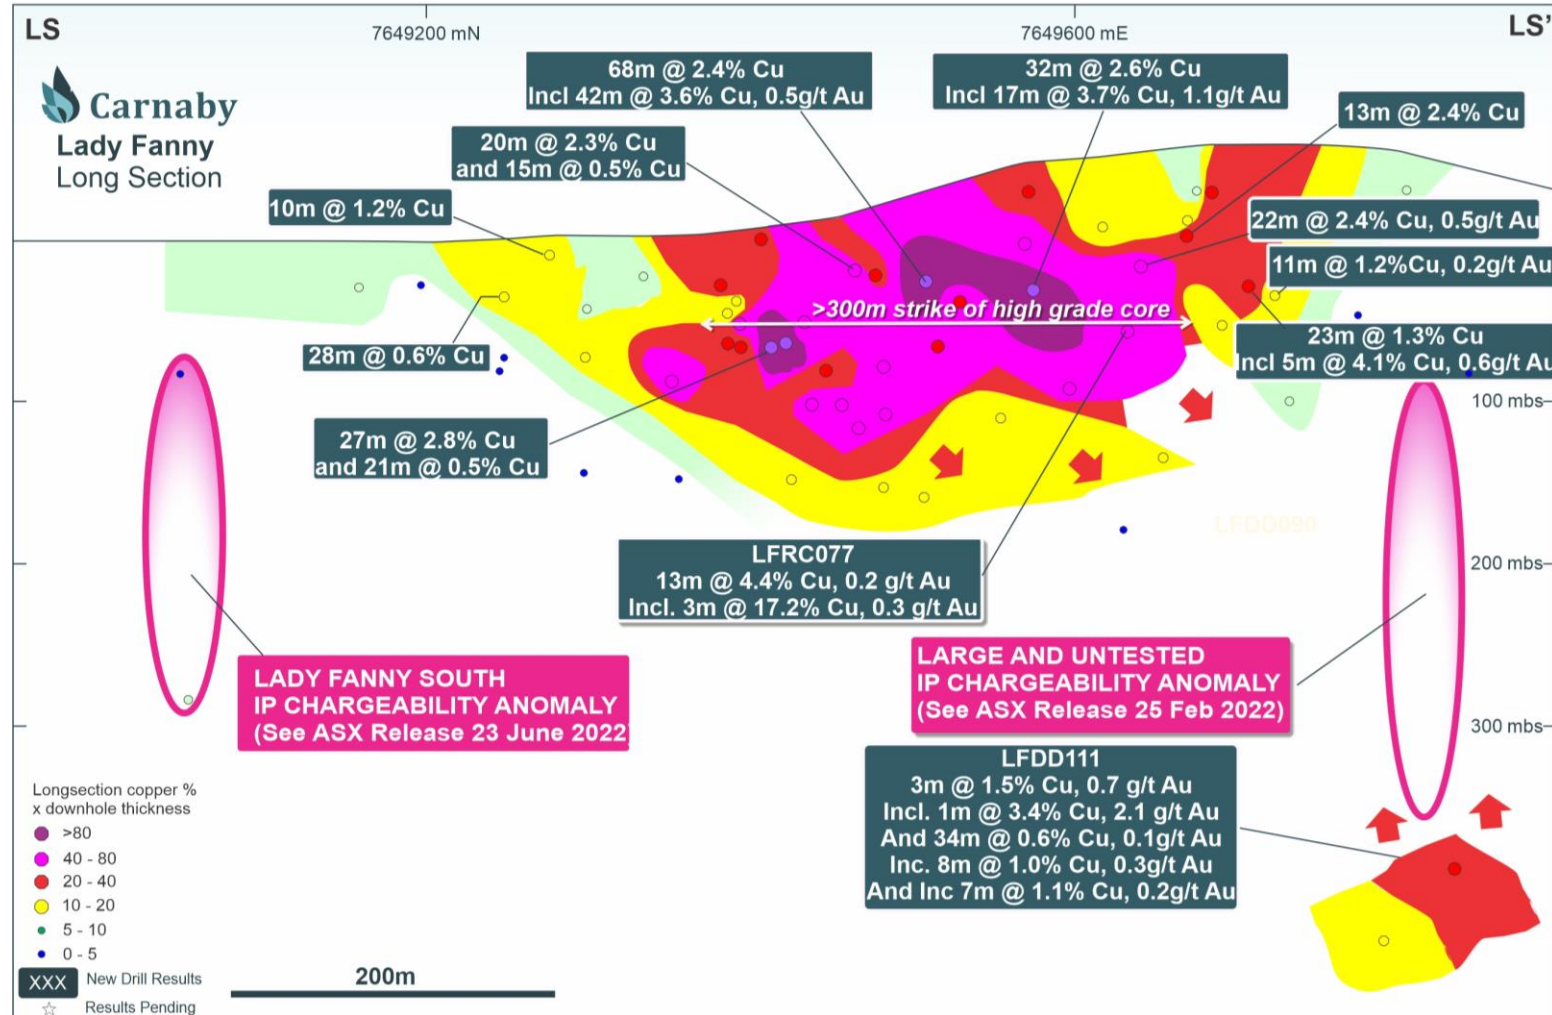 LS
7649200 mN
7649600 mE
LS'
Carnaby
Lady Fanny
Long Section
68m @ 2.4% Cu
Incl 42m @ 3.6% Cu, 0.5g/t Au
32m @ 2.6% Cu
Incl 17m @ 3.7% Cu, 1.1g/t Au
13m @ 2.4% Cu
20m @ 2.3% Cu
and 15m @ 0.5% Cu
10m @ 1.2% Cu
22m @ 2.4% Cu, 0.5g/t Au
11m @ 1.2%Cu, 0.2g/t Au
>300m strike of high grade core
23m @ 1.3% Cu
Incl 5m @ 4.1% Cu, 0.6g/t Au
28m @ 0.6% Cu
100 mbs
27m @ 2.8% Cu
and 21m @ 0.5% Cu
LFDD090
LFRC077
13m @ 4.4% Cu, 0.2 g/t Au
Incl. 3m @ 17.2% Cu, 0.3 g/t Au
200 mbs
LADY FANNY SOUTH
IP CHARGEABILITY ANOMALY
(See ASX Release 23 June 2022)
LARGE AND UNTESTED
IP CHARGEABILITY ANOMALY
(See ASX Release 25 Feb 2022)
300 mbs
LFDD111
3m @ 1.5% Cu, 0.7 g/t Au
Incl. 1m @ 3.4% Cu, 2.1 g/t Au
And 34m @ 0.6% Cu, 0.1g/t Au
Inc. 8m @ 1.0% Cu, 0.3g/t Au
And Inc 7m @ 1.1% Cu, 0.2g/t Au
Longsection copper %
x downhole thickness
>80
40 - 80
20 - 40
10 - 20
5 - 10
0 - 5
XXX New Drill Results
Results Pending
200m